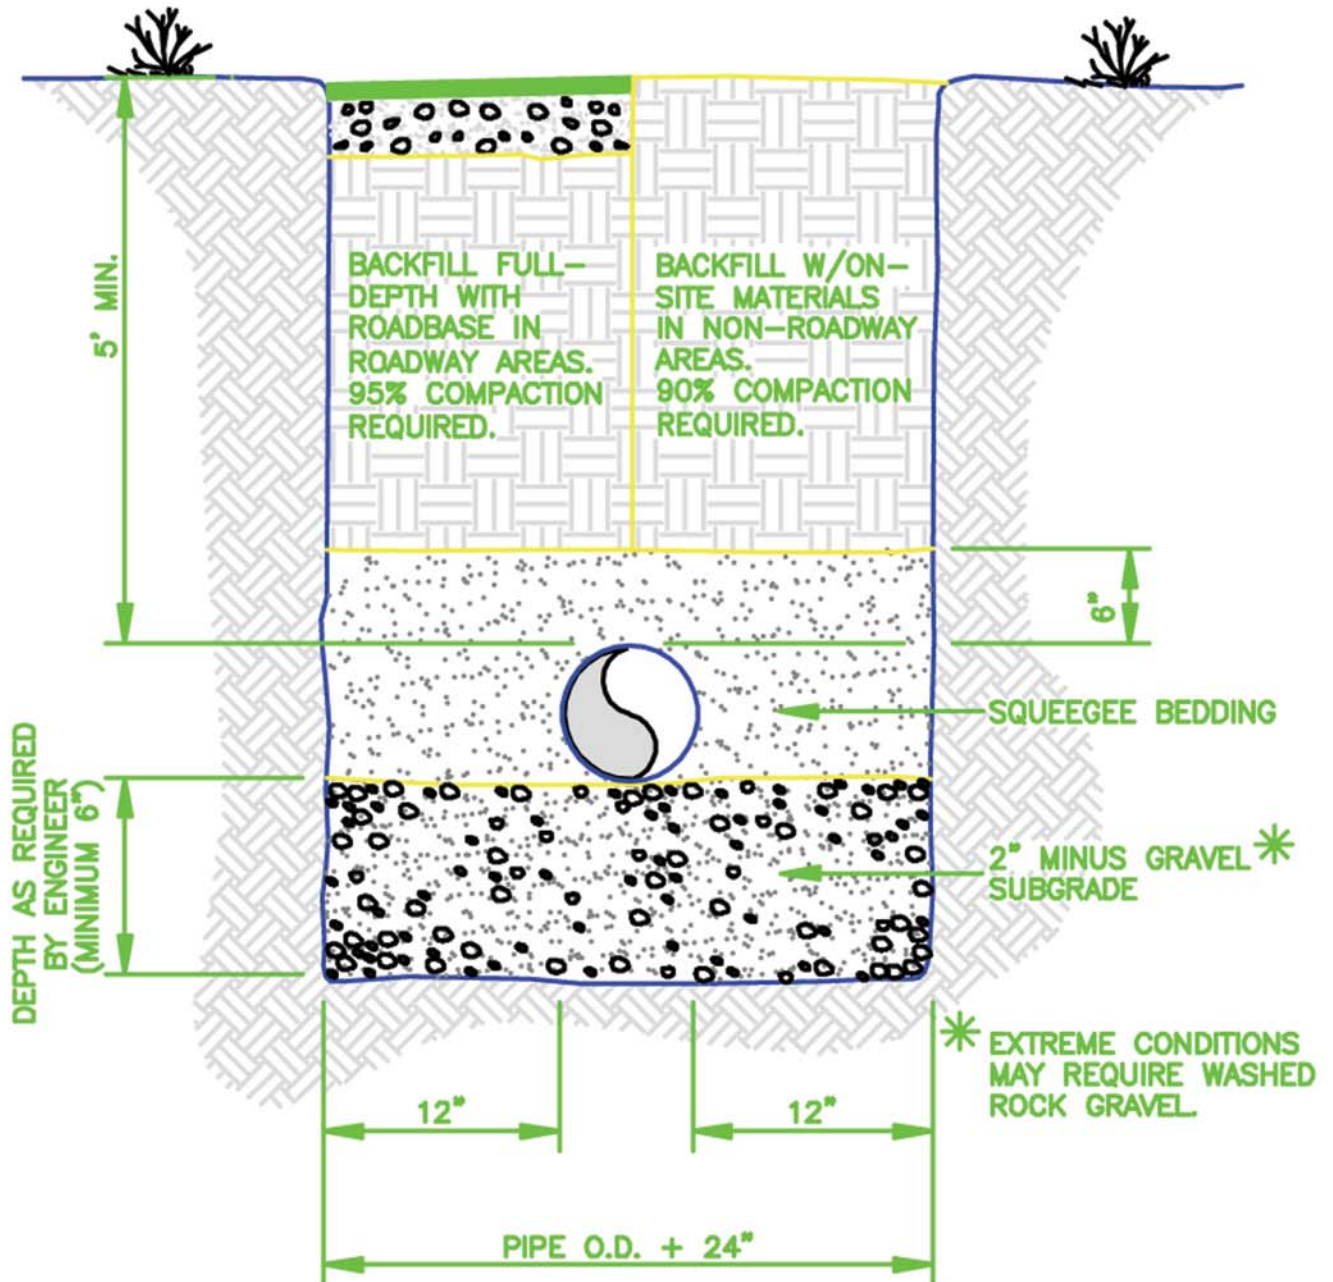 BACKFILL FULL-
DEPTH WITH
ROADBASE IN
ROADWAY AREAS.
95% COMPACTION
REQUIRED.
BACKFILL W/ON-
SITE MATERIALS
IN NON-ROADWAY
AREAS.
90% COMPACTION
REQUIRED.
5' MIN.
6"
SQUEEGEE BEDDING
DEPTH AS REQUIRED
BY ENGINEER
(MINIMUM 6")
2" MINUS GRAVEL *
SUBGRADE
* EXTREME CONDITIONS
MAY REQUIRE WASHED
ROCK GRAVEL.
12"
12"
PIPE O.D. + 24"